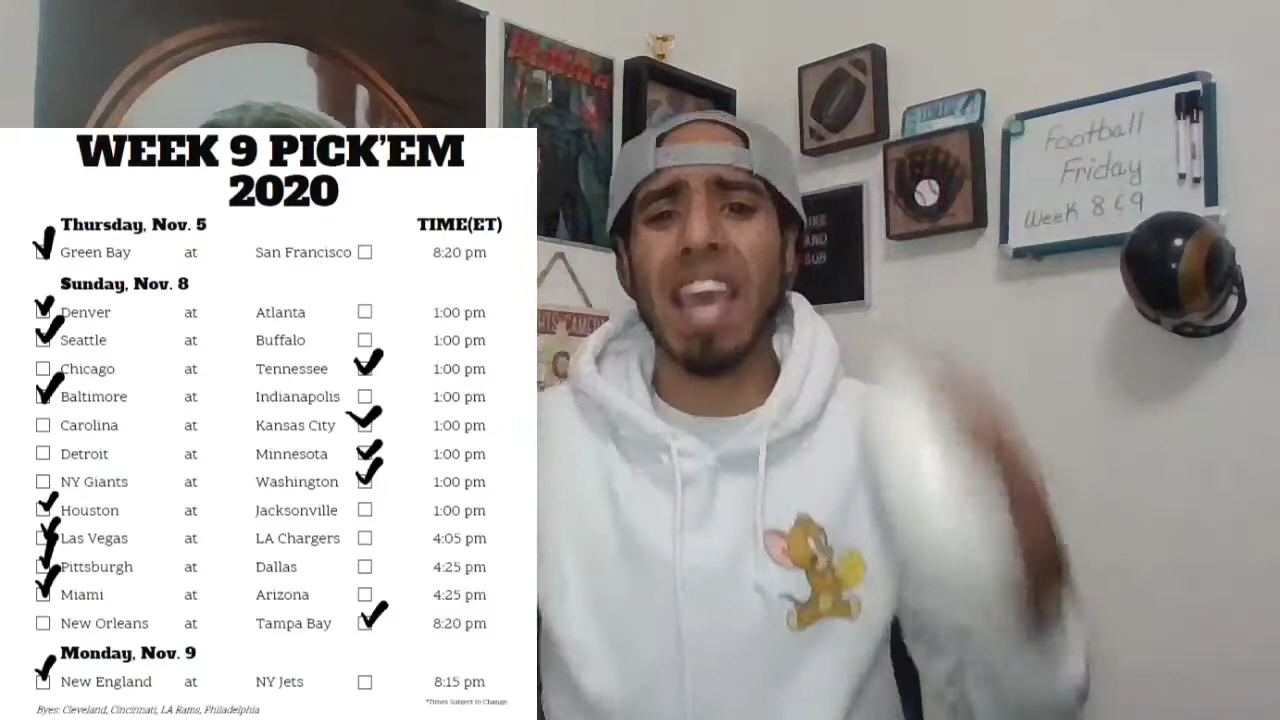 WEEK 9 PICK'EM
2020
Thursday, Nov. 5 TIME(ET)
Green Bay at San Francisco 8:20 pm
Sunday, Nov. 8
Denver at Atlanta 1:00 pm
Seattle at Buffalo 1:00 pm
Chicago at Tennessee 1:00 pm
Baltimore at Indianapolis 1:00 pm
Carolina at Kansas City 1:00 pm
Detroit at Minnesota 1:00 pm
NY Giants at Washington 1:00 pm
Houston at Jacksonville 1:00 pm
Las Vegas at LA Chargers 4:05 pm
Pittsburgh at Dallas 4:25 pm
Miami at Arizona 4:25 pm
New Orleans at Tampa Bay 8:20 pm
Monday, Nov. 9
New England at NY Jets 8:15 pm
*Times Subject to Change
Byes: Cleveland, Cincinnati, LA Rams, Philadelphia
Football
Friday
Week 8 & 9
AND
SUB